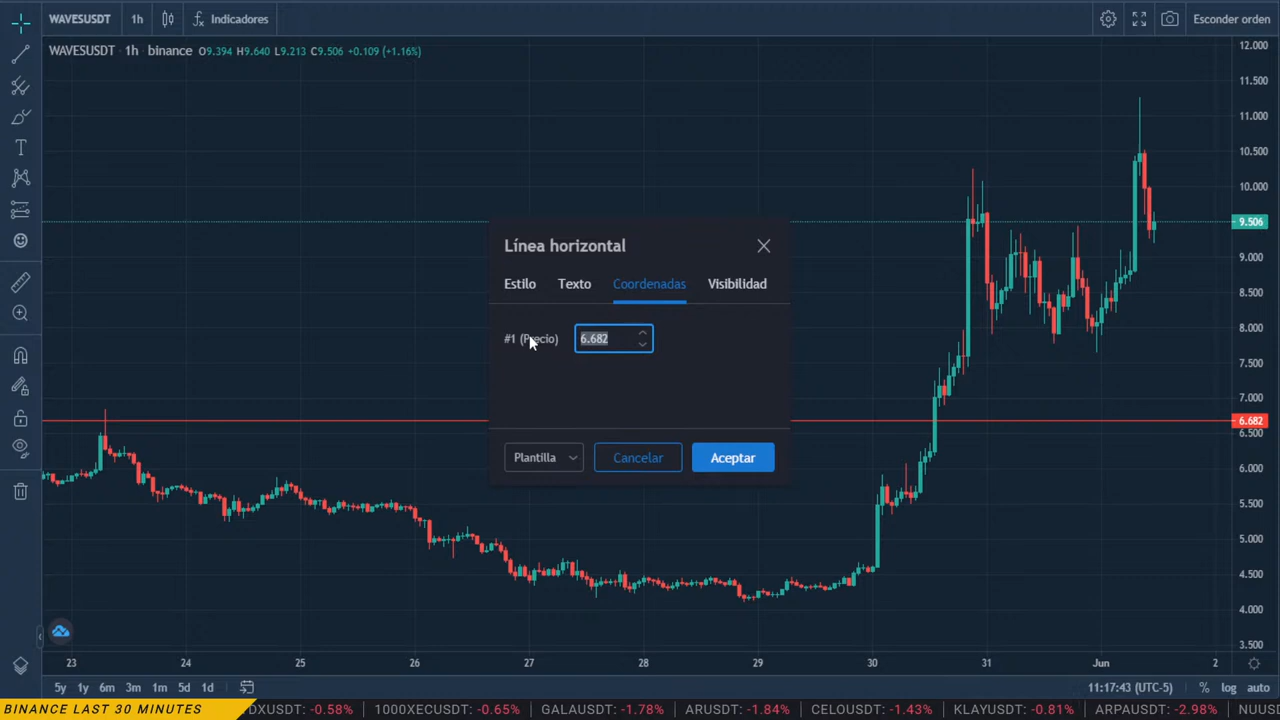 WAVESUSDT 1h Indicadores Esconder orden
WAVESUSDT · 1h · binance O9.394 H9.640 L9.213 C9.506 +0.109 (+1.16%)
12.000
11.500
11.000
10.500
10.000
9.506
9.000
8.500
8.000
7.500
7.000
6.682
6.500
6.000
5.500
5.000
4.500
4.000
3.500
Línea horizontal
Estilo Texto Coordenadas Visibilidad
#1 (Precio) 6.682
Plantilla Cancelar Aceptar
23 24 25 26 27 28 29 30 31 Jun 2
5y 1y 6m 3m 1m 5d 1d 11:17:43 (UTC-5) % log auto
BINANCE LAST 30 MINUTES DXUSDT: -0.58% 1000XECUSDT: -0.65% GALAUSDT: -1.78% ARUSDT: -1.84% CELOUSDT: -1.43% KLAYUSDT: -0.81% ARPAUSDT: -2.98% NUUS